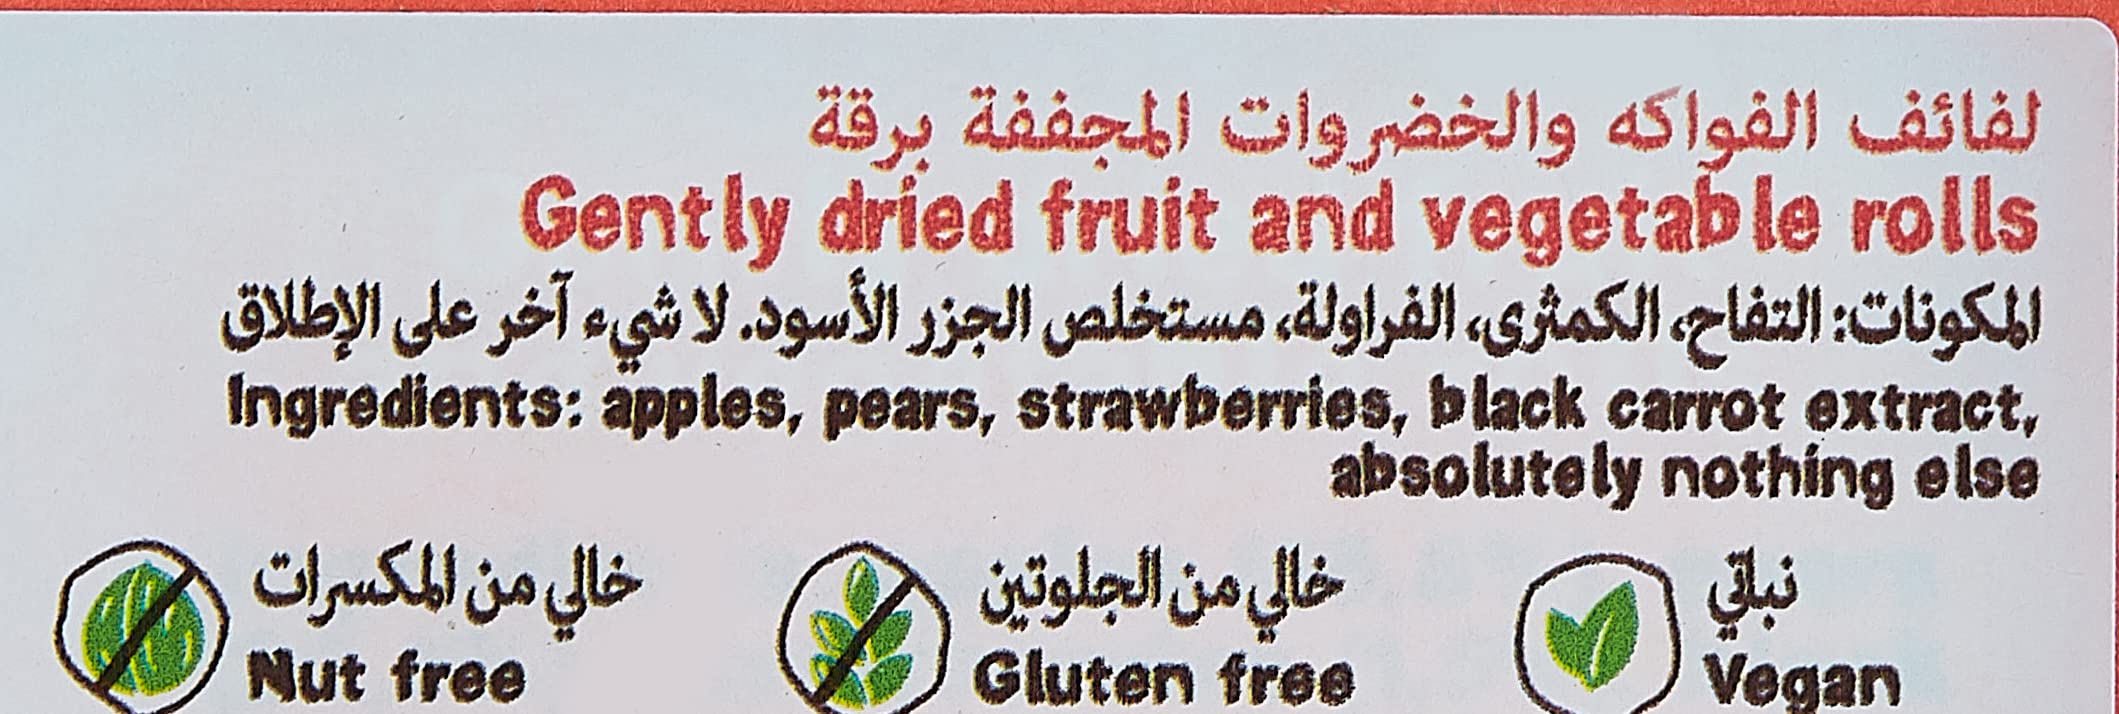 لفائف الفواكه والخضروات المجففة برقة
Gently dried fruit and vegetable rolls
المكونات: التفاح، الكمثرى، الفراولة، مستخلص الجزر الأسود. لا شيء آخر على الإطلاق
Ingredients: apples, pears, strawberries, black carrot extract,
absolutely nothing else
نباتي
Vegan
خالي من الجلوتين
Gluten free
خالي من المكسرات
Nut free